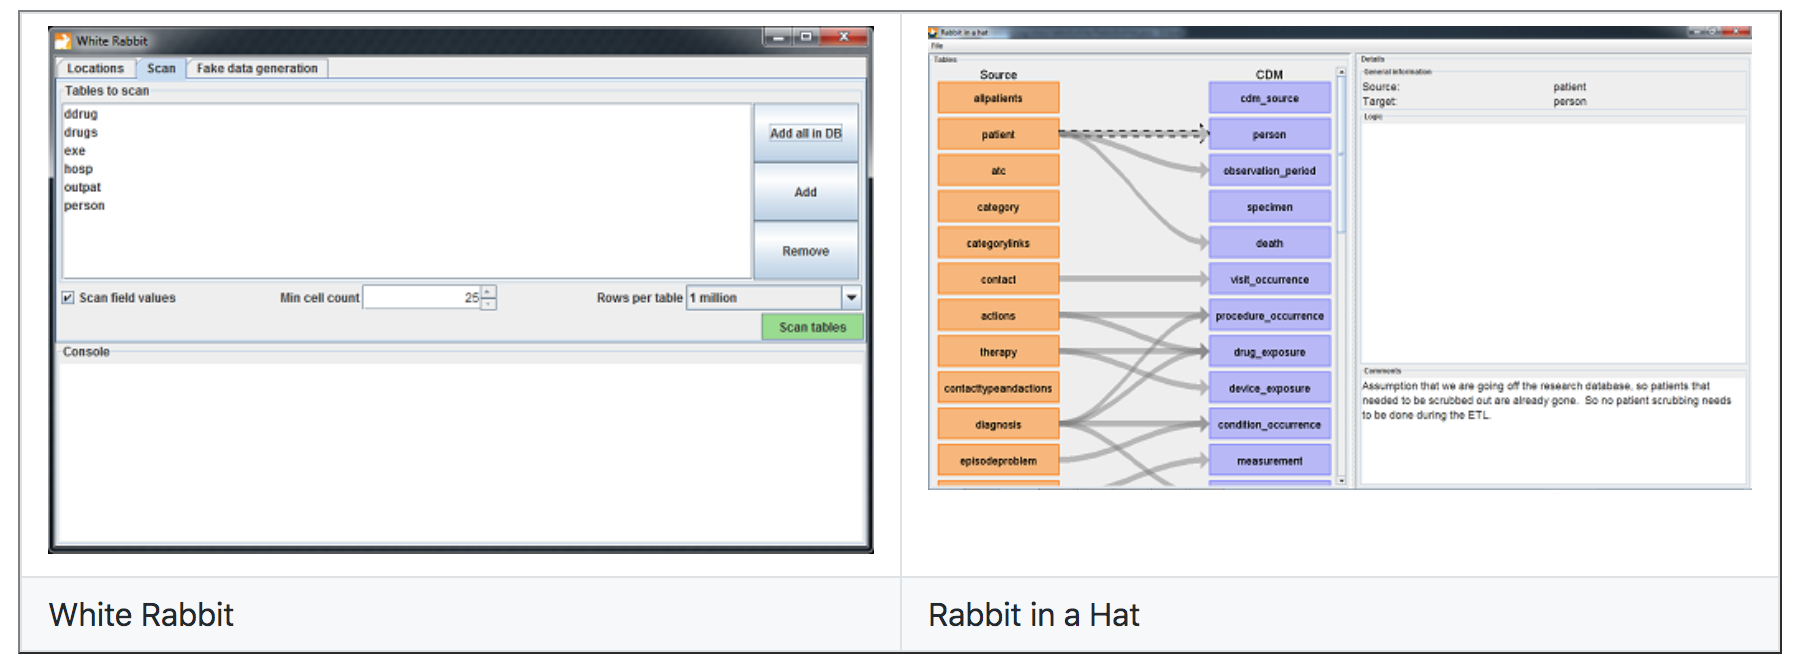 White Rabbit
Locations Scan Fake data generation
Tables to scan
ddrug
drugs
exe
hosp
outpat
person
Add all in DB
Add
Remove
Scan field values Min cell count 25 Rows per table 1 million
Scan tables
Console
White Rabbit
Rabbit in a hat
File
Tables
Source CDM
allpatients cdm_source
patient person
atc observation_period
category specimen
categorylinks death
contact visit_occurrence
actions procedure_occurrence
therapy drug_exposure
contacttypeandactions device_exposure
diagnosis condition_occurrence
episodeproblem measurement
Details
General information
Source: patient
Target: person
Logic
Comments
Assumption that we are going off the research database, so patients that
needed to be scrubbed out are already gone. So no patient scrubbing needs
to be done during the ETL.
Rabbit in a Hat